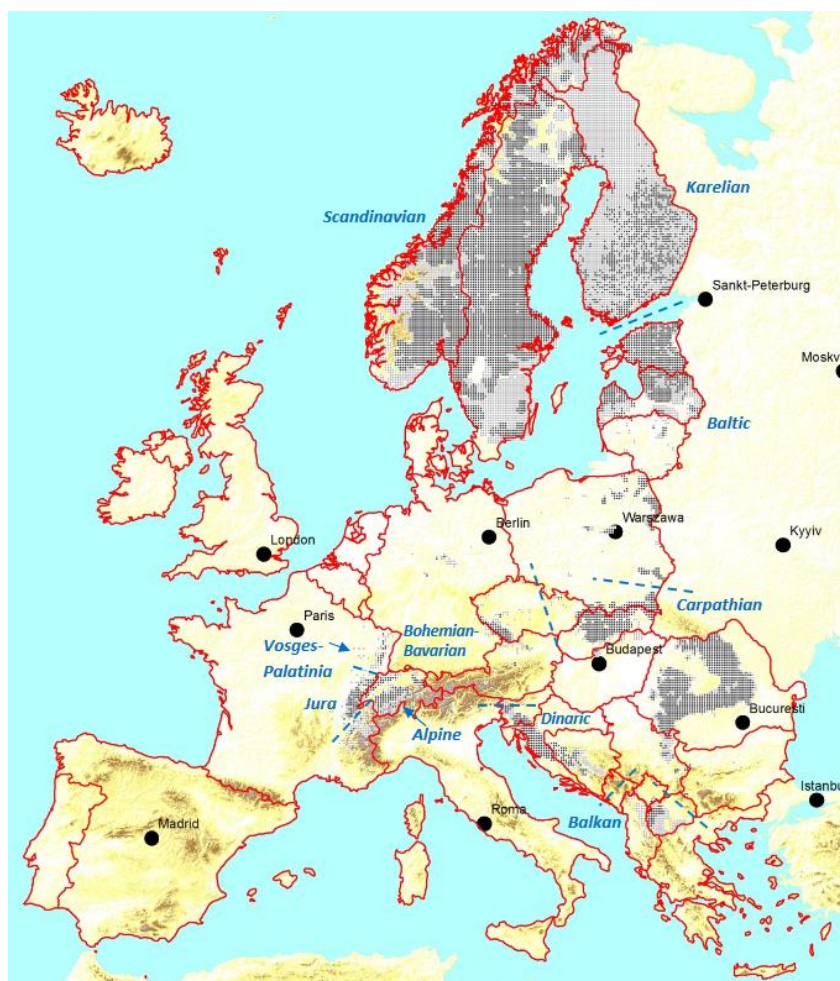 Karelian
Scandinavian
Sankt-Peterburg
Moskv
Baltic
Berlin
Warszawa
Kyyiv
London
Carpathian
Paris
Bohemian-
Bavarian
Vosges-
Palatinia
Budapest
Jura
Dinaric
Bucuresti
Alpine
Istanbu
Balkan
Roma
Madrid